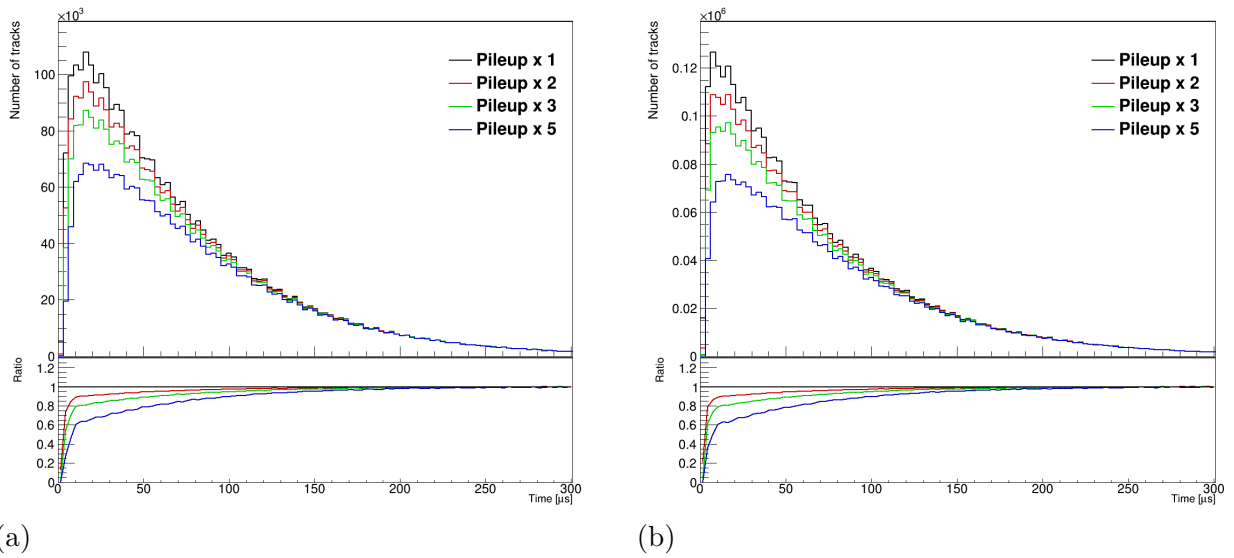 ×10³
Number of tracks
100
80
60
40
20
0
Pileup x 1
Pileup x 2
Pileup x 3
Pileup x 5
Ratio
1.2
1
0.8
0.6
0.4
0.2
0
0 50 100 150 200 250 300
Time [μs]
(a)
×10⁶
Number of tracks
0.12
0.1
0.08
0.06
0.04
0.02
0
Pileup x 1
Pileup x 2
Pileup x 3
Pileup x 5
Ratio
1.2
1
0.8
0.6
0.4
0.2
0
0 50 100 150 200 250 300
Time [μs]
(b)